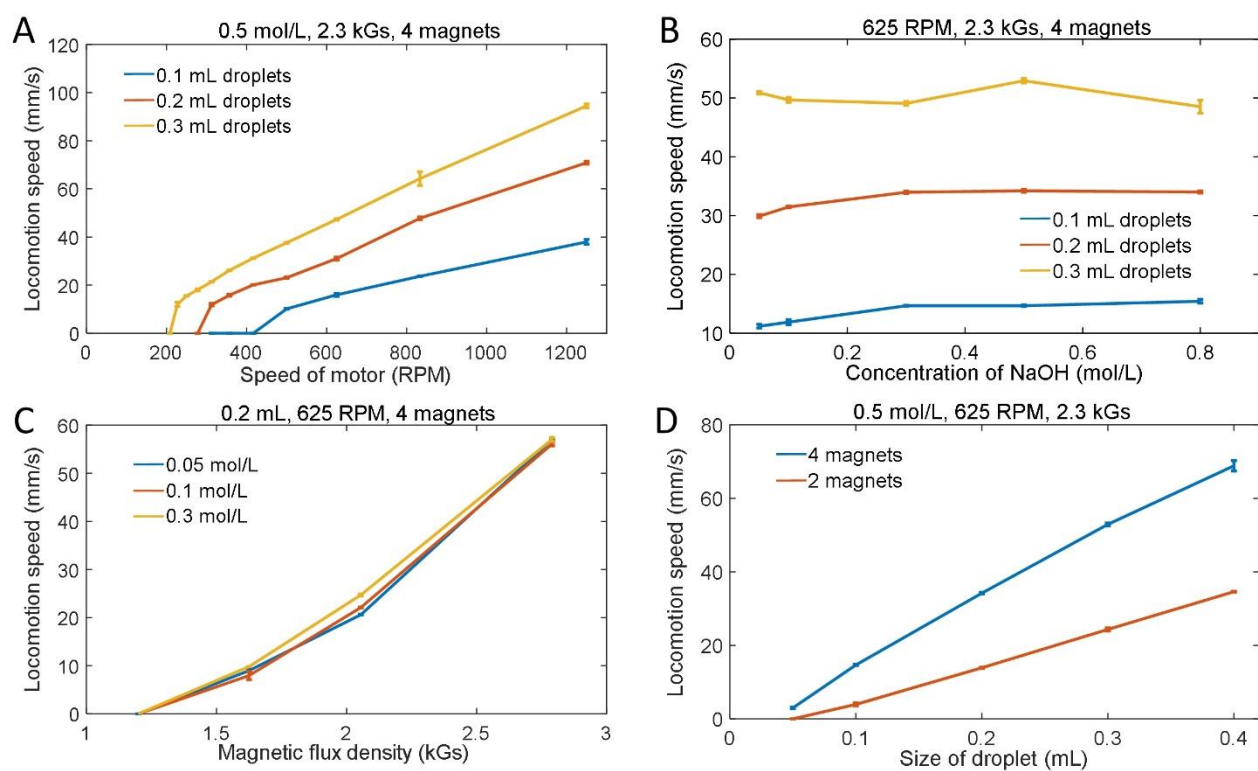 A
0.5 mol/L, 2.3 kGs, 4 magnets
120
100
80
60
40
20
0
Locomotion speed (mm/s)
0.1 mL droplets
0.2 mL droplets
0.3 mL droplets
0
200
400
600
800
1000
1200
Speed of motor (RPM)
B
625 RPM, 2.3 kGs, 4 magnets
60
50
40
30
20
10
Locomotion speed (mm/s)
0.1 mL droplets
0.2 mL droplets
0.3 mL droplets
0
0.2
0.4
0.6
0.8
Concentration of NaOH (mol/L)
C
0.2 mL, 625 RPM, 4 magnets
60
50
40
30
20
10
0
Locomotion speed (mm/s)
0.05 mol/L
0.1 mol/L
0.3 mol/L
1
1.5
2
2.5
3
Magnetic flux density (kGs)
D
0.5 mol/L, 625 RPM, 2.3 kGs
80
60
40
20
0
Locomotion speed (mm/s)
4 magnets
2 magnets
0
0.1
0.2
0.3
0.4
Size of droplet (mL)